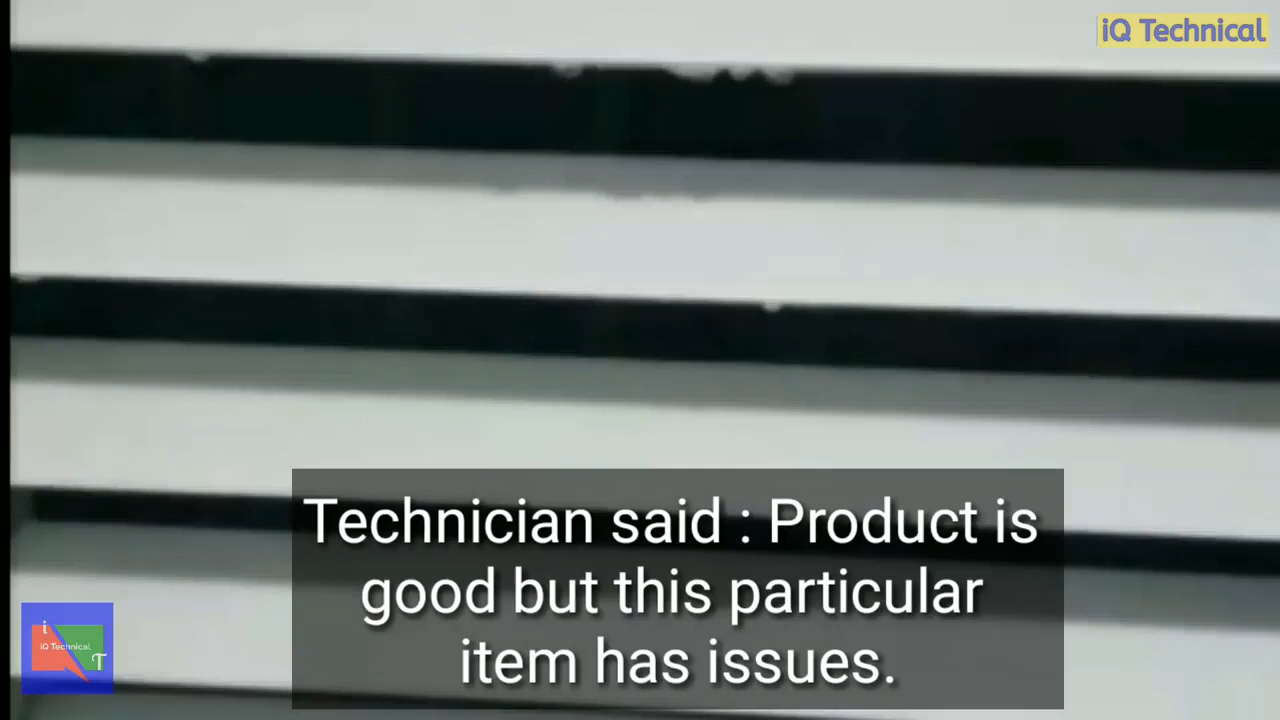 iQ Technical
Technician said : Product is
good but this particular
item has issues.
i
iQ Technical
T